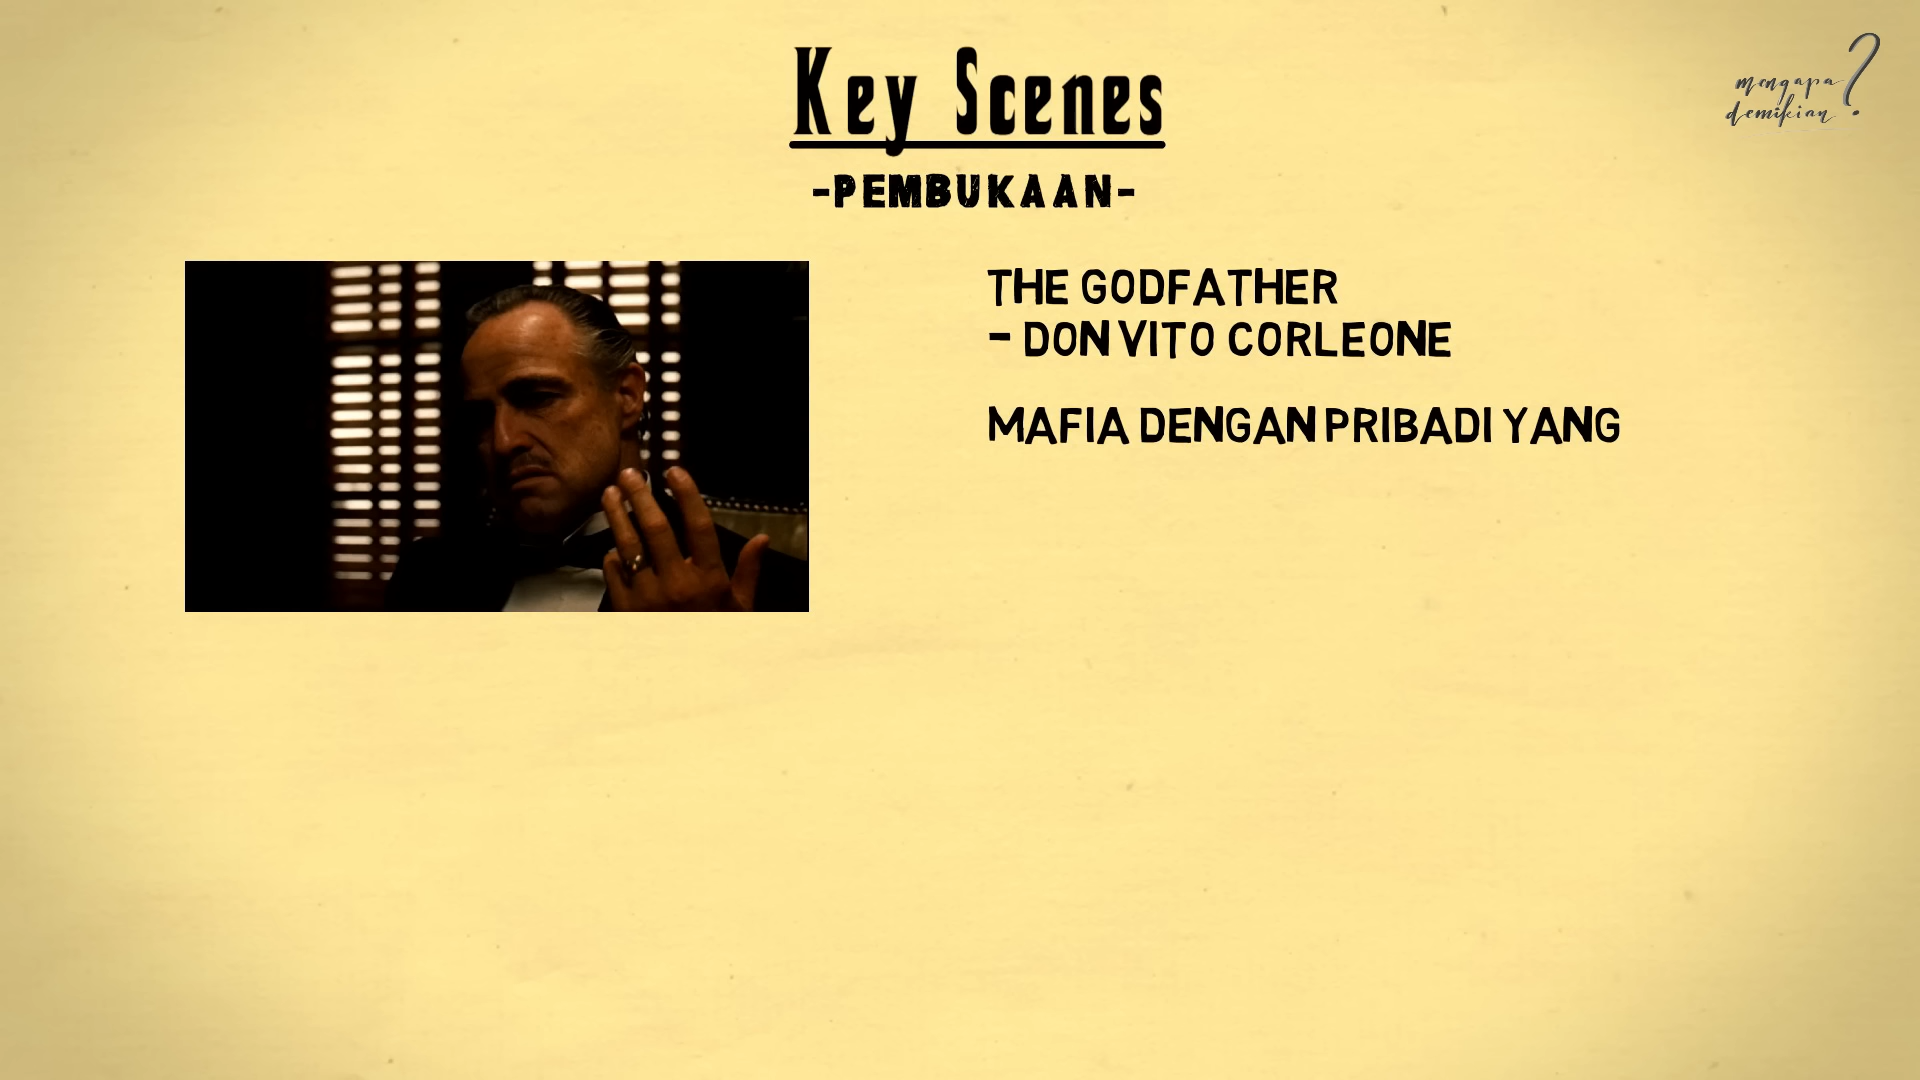 Key Scenes
-PEMBUKAAN-
mengapa
demikian?
THE GODFATHER
- DON VITO CORLEONE
MAFIA DENGAN PRIBADI YANG